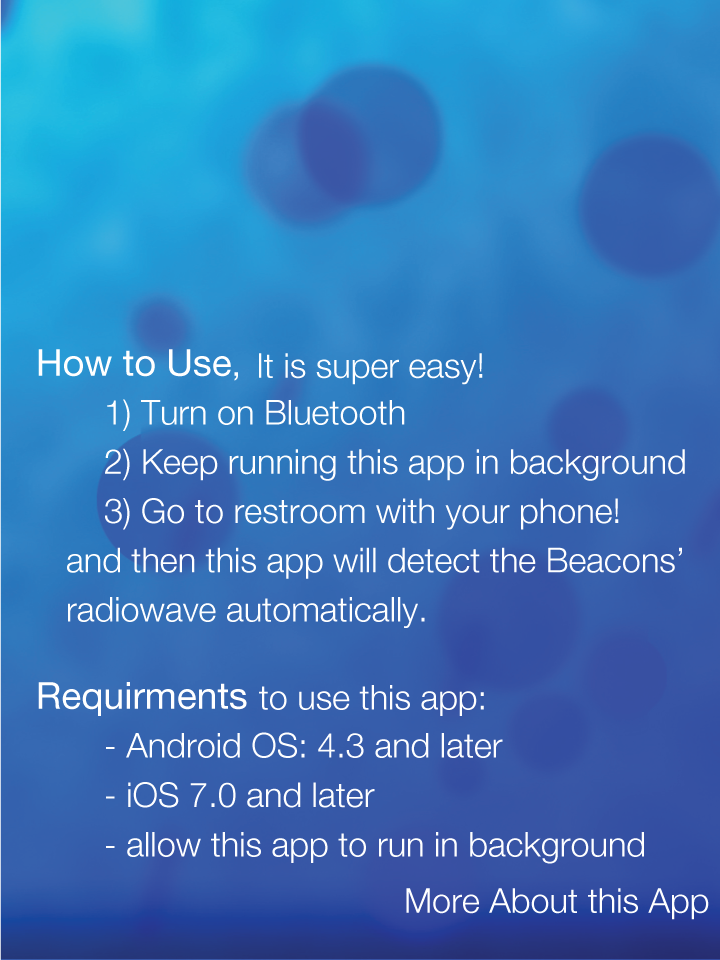 How to Use, It is super easy!
1) Turn on Bluetooth
2) Keep running this app in background
3) Go to restroom with your phone!
and then this app will detect the Beacons’
radiowave automatically.
Requirments to use this app:
- Android OS: 4.3 and later
- iOS 7.0 and later
- allow this app to run in background
More About this App